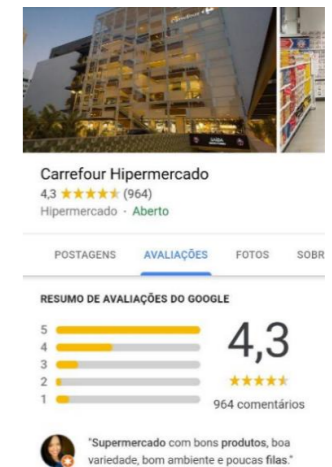 Carrefour Hipermercado
4,3 (964)
Hipermercado · Aberto
POSTAGENS AVALIAÇÕES FOTOS SOBR
RESUMO DE AVALIAÇÕES DO GOOGLE
5
4
3
2
1
4,3
964 comentários
"Supermercado com bons produtos, boa
variedade, bom ambiente e poucas filas."